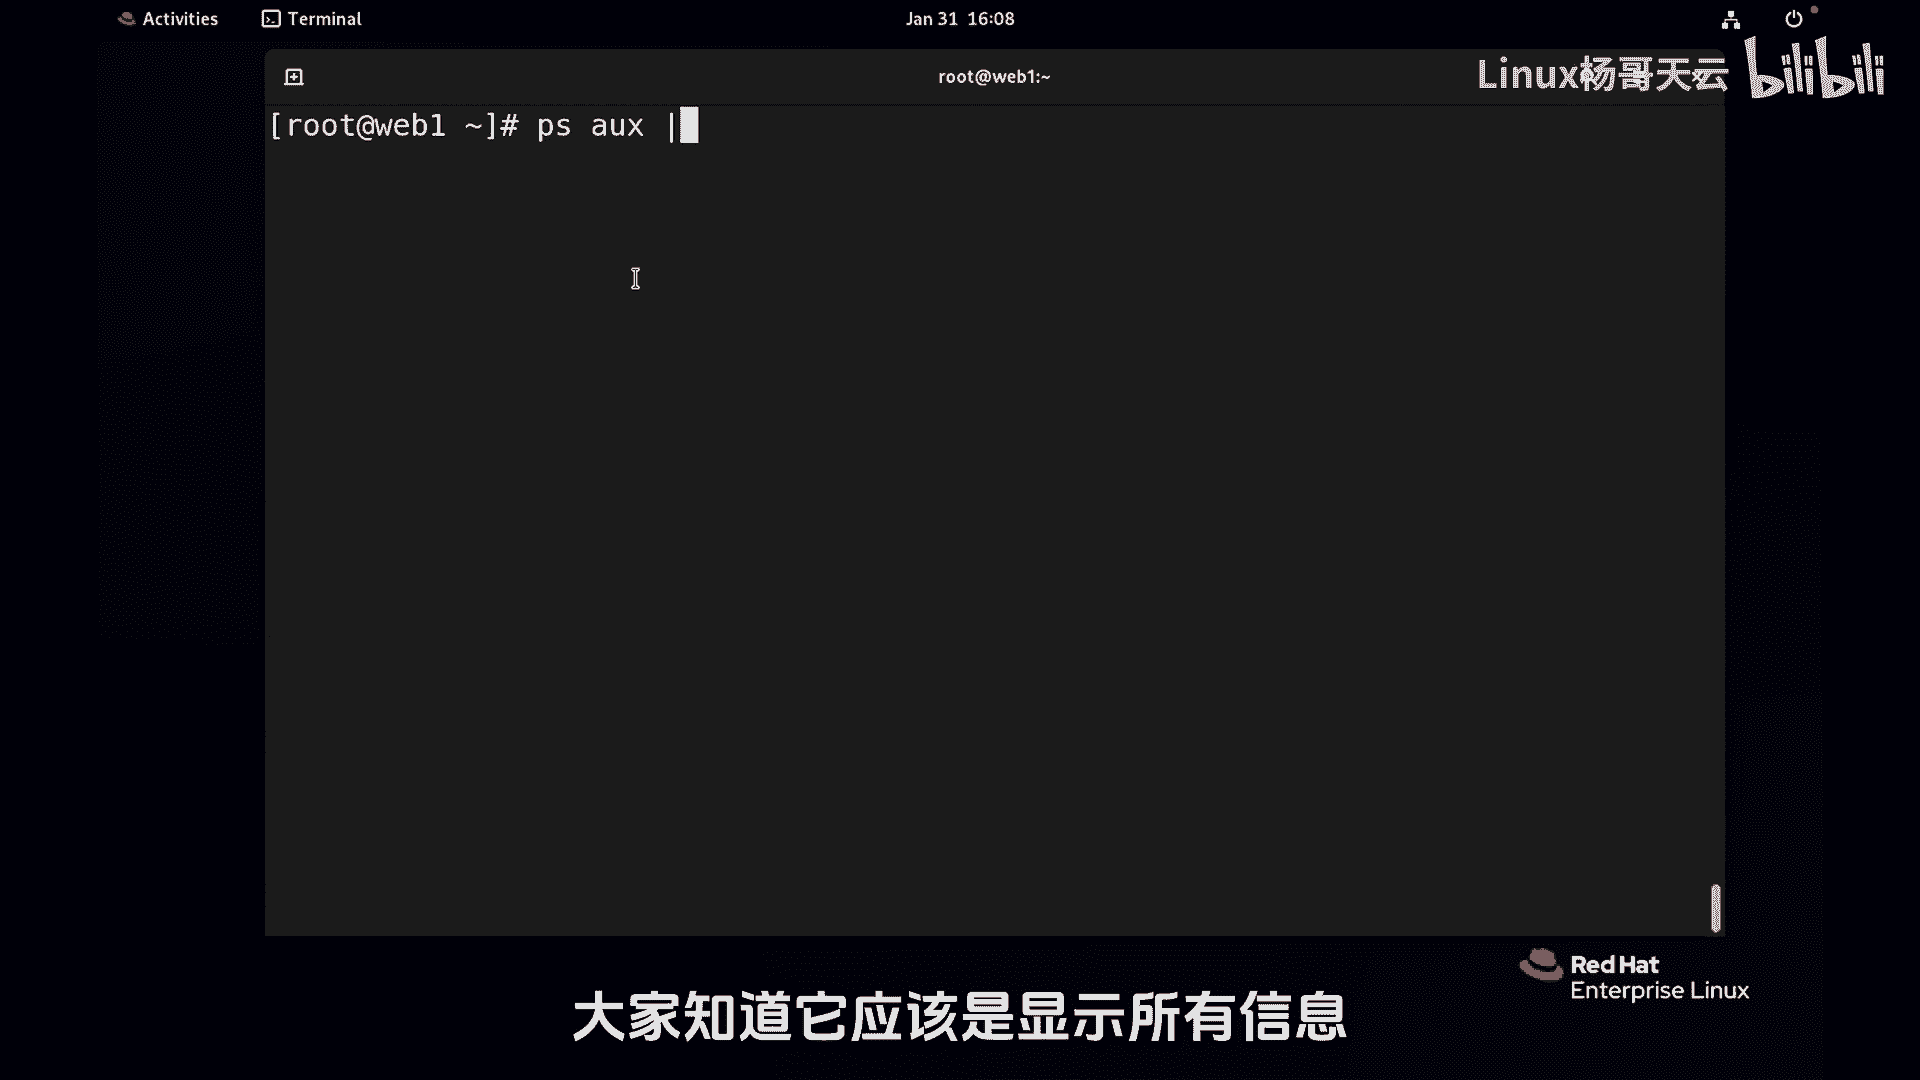 Activities
Terminal
Jan 31 16:08
root@web1:~
Linux杨哥天云 bilibili
[root@web1 ~]# ps aux |
Red Hat
Enterprise Linux
大家知道它应该是显示所有信息